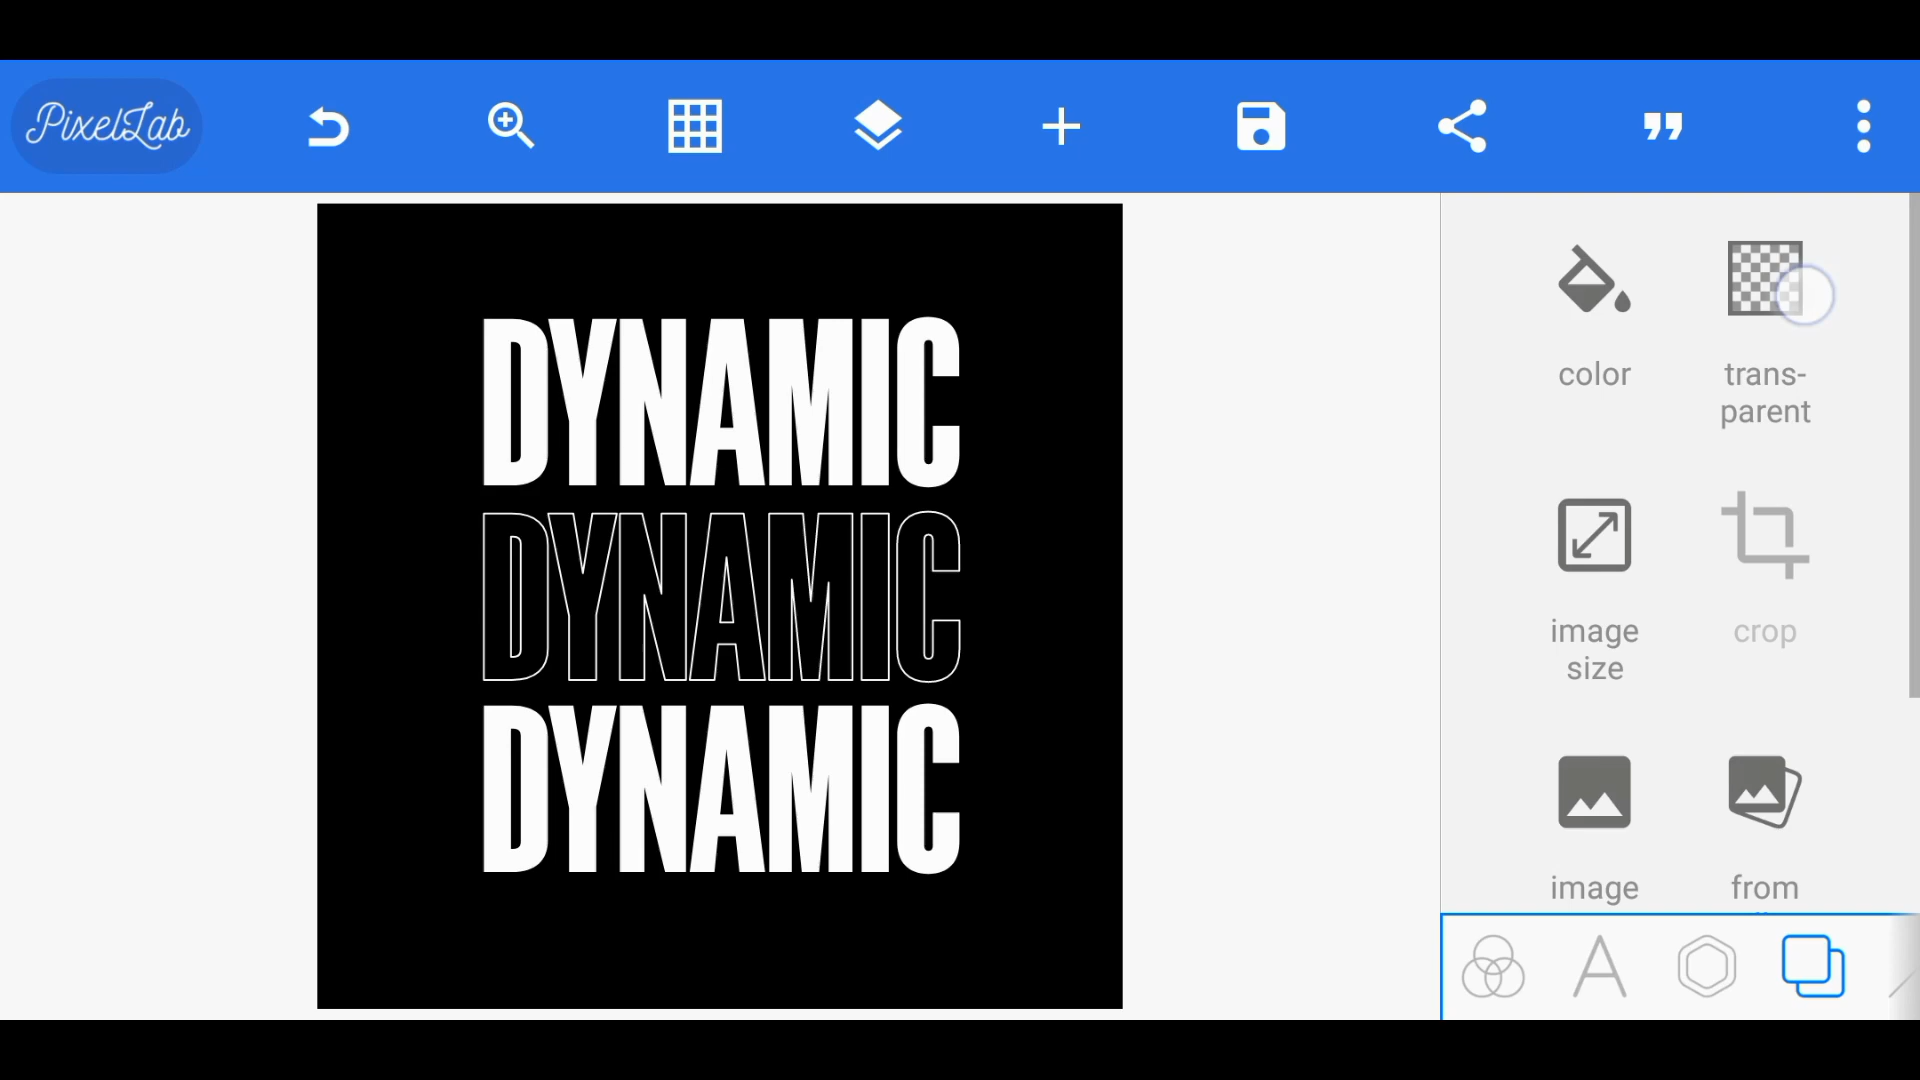 PixelLab
DYNAMIC
DYNAMIC
DYNAMIC
color
trans-
parent
image
size
crop
image
from